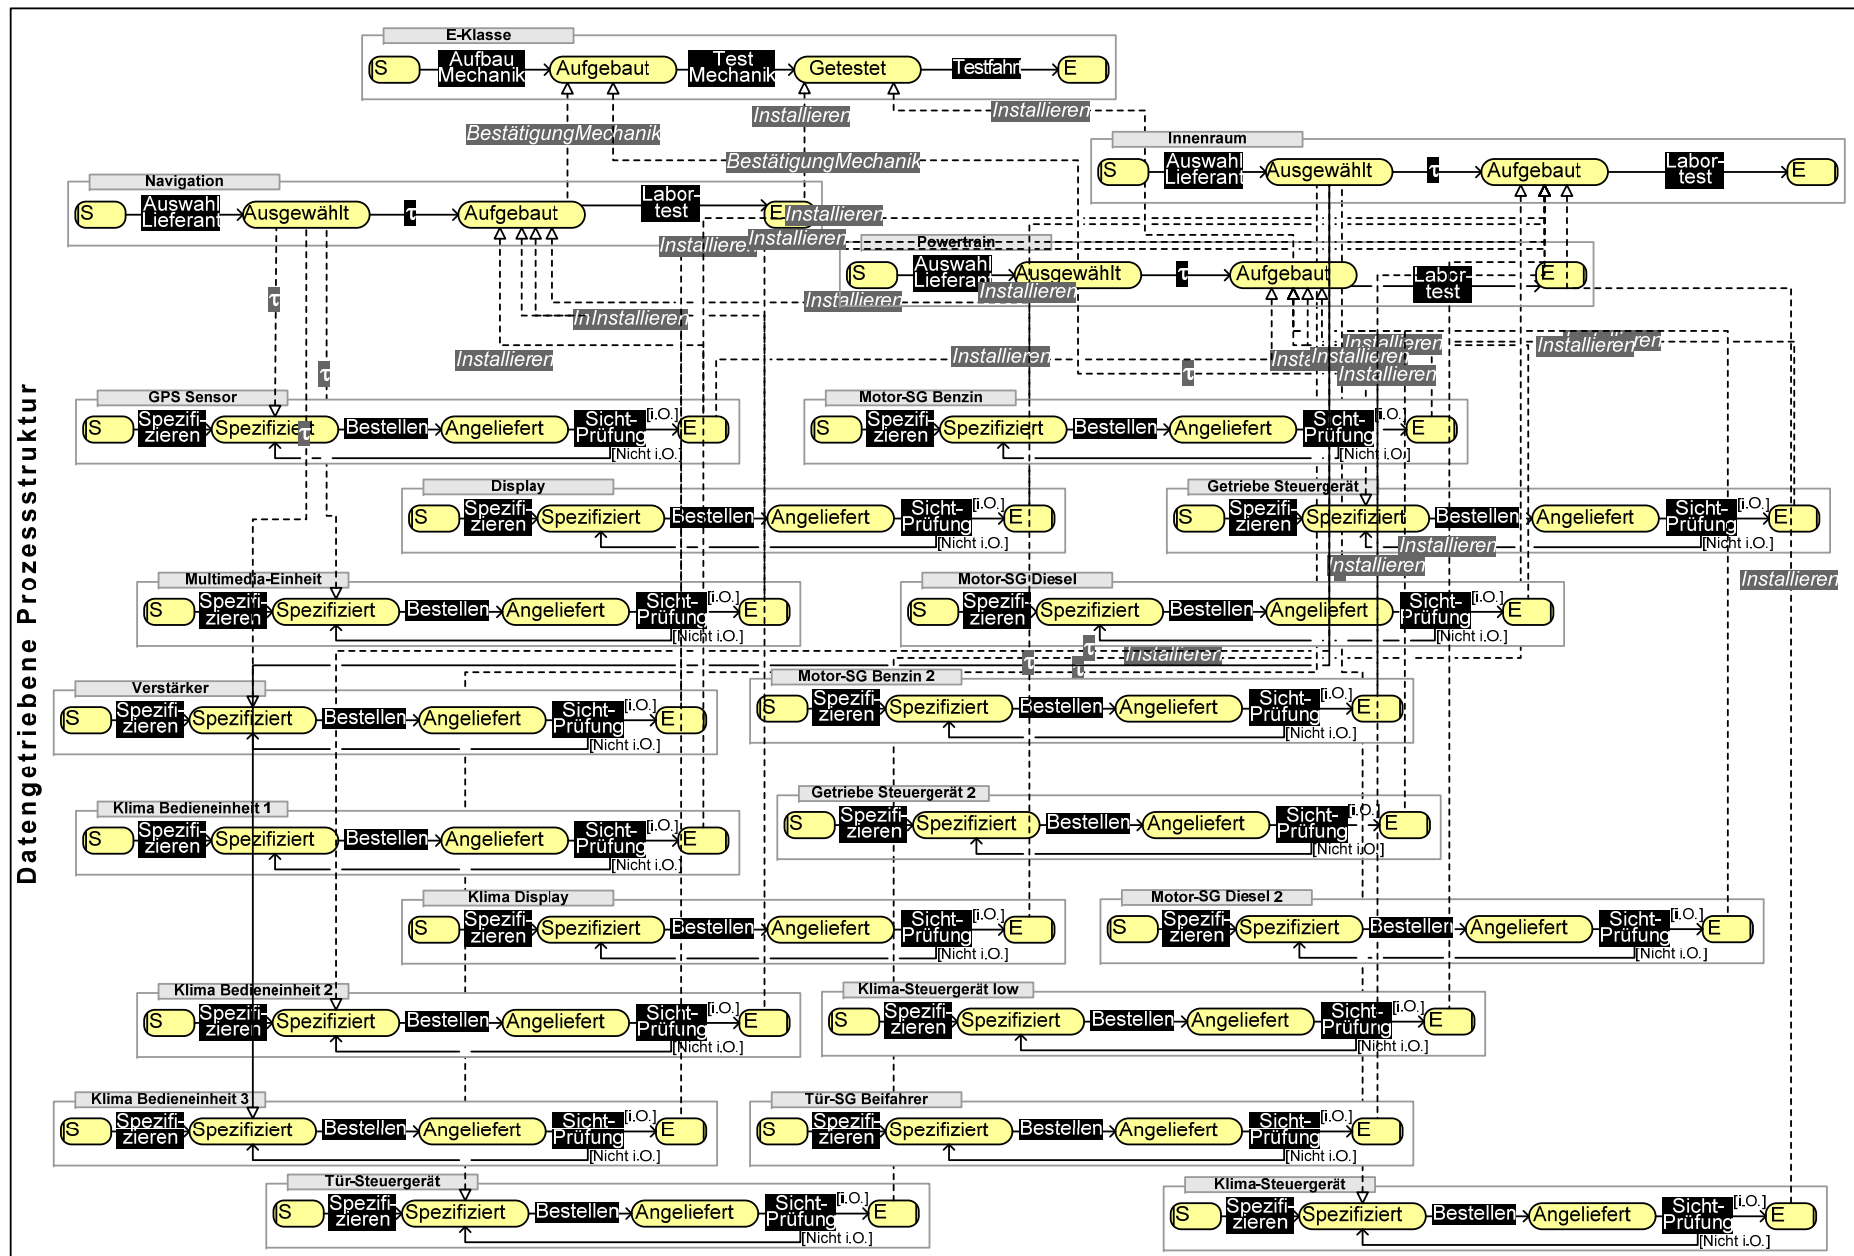 Datengetriebene Prozessstruktur
E-Klasse
S
Aufbau
Mechanik
Aufgebaut
Test
Mechanik
Getestet
Testfahrt
E
BestätigungMechanik
Installieren
Installieren
BestätigungMechanik
Innenraum
S
Auswahl
Lieferant
Ausgewählt
τ
Aufgebaut
Labor-
test
E
Navigation
S
Auswahl
Lieferant
Ausgewählt
τ
Aufgebaut
Labor-
test
E
Installieren
Installieren
Installieren
Powertrain
S
Auswahl
Lieferant
Ausgewählt
τ
Aufgebaut
Labor-
test
E
Installieren
Installieren
τ
Installieren
Installieren
Installieren
Installieren
Installieren
Installieren
Installieren
τ
τ
GPS Sensor
S
Spezifi-
zieren
Spezifiziert
τ
Bestellen
Angeliefert
Sicht-
Prüfung
[i.O.]
[Nicht i.O.]
E
Motor-SG Benzin
S
Spezifi-
zieren
Spezifiziert
Bestellen
Angeliefert
Sicht-
Prüfung
[i.O.]
[Nicht i.O.]
E
Display
S
Spezifi-
zieren
Spezifiziert
Bestellen
Angeliefert
Sicht-
Prüfung
[i.O.]
[Nicht i.O.]
E
Getriebe Steuergerät
S
Spezifi-
zieren
Spezifiziert
Bestellen
Angeliefert
Sicht-
Prüfung
[i.O.]
[Nicht i.O.]
E
Installieren
Installieren
Installieren
Multimedia-Einheit
S
Spezifi-
zieren
Spezifiziert
Bestellen
Angeliefert
Sicht-
Prüfung
[i.O.]
[Nicht i.O.]
E
Motor-SG Diesel
S
Spezifi-
zieren
Spezifiziert
Bestellen
Angeliefert
Sicht-
Prüfung
[i.O.]
[Nicht i.O.]
E
τ
τ
τ
Installieren
Verstärker
S
Spezifi-
zieren
Spezifiziert
Bestellen
Angeliefert
Sicht-
Prüfung
[i.O.]
[Nicht i.O.]
E
Motor-SG Benzin 2
S
Spezifi-
zieren
Spezifiziert
Bestellen
Angeliefert
Sicht-
Prüfung
[i.O.]
[Nicht i.O.]
E
Klima Bedieneinheit 1
S
Spezifi-
zieren
Spezifiziert
Bestellen
Angeliefert
Sicht-
Prüfung
[i.O.]
[Nicht i.O.]
E
Getriebe Steuergerät 2
S
Spezifi-
zieren
Spezifiziert
Bestellen
Angeliefert
Sicht-
Prüfung
[i.O.]
[Nicht i.O.]
E
Klima Display
S
Spezifi-
zieren
Spezifiziert
Bestellen
Angeliefert
Sicht-
Prüfung
[i.O.]
[Nicht i.O.]
E
Motor-SG Diesel 2
S
Spezifi-
zieren
Spezifiziert
Bestellen
Angeliefert
Sicht-
Prüfung
[i.O.]
[Nicht i.O.]
E
Klima Bedieneinheit 2
S
Spezifi-
zieren
Spezifiziert
Bestellen
Angeliefert
Sicht-
Prüfung
[i.O.]
[Nicht i.O.]
E
Klima-Steuergerät low
S
Spezifi-
zieren
Spezifiziert
Bestellen
Angeliefert
Sicht-
Prüfung
[i.O.]
[Nicht i.O.]
E
Klima Bedieneinheit 3
S
Spezifi-
zieren
Spezifiziert
Bestellen
Angeliefert
Sicht-
Prüfung
[i.O.]
[Nicht i.O.]
E
Tür-SG Beifahrer
S
Spezifi-
zieren
Spezifiziert
Bestellen
Angeliefert
Sicht-
Prüfung
[i.O.]
[Nicht i.O.]
E
Tür-Steuergerät
S
Spezifi-
zieren
Spezifiziert
Bestellen
Angeliefert
Sicht-
Prüfung
[i.O.]
[Nicht i.O.]
E
Klima-Steuergerät
S
Spezifi-
zieren
Spezifiziert
Bestellen
Angeliefert
Sicht-
Prüfung
[i.O.]
[Nicht i.O.]
E